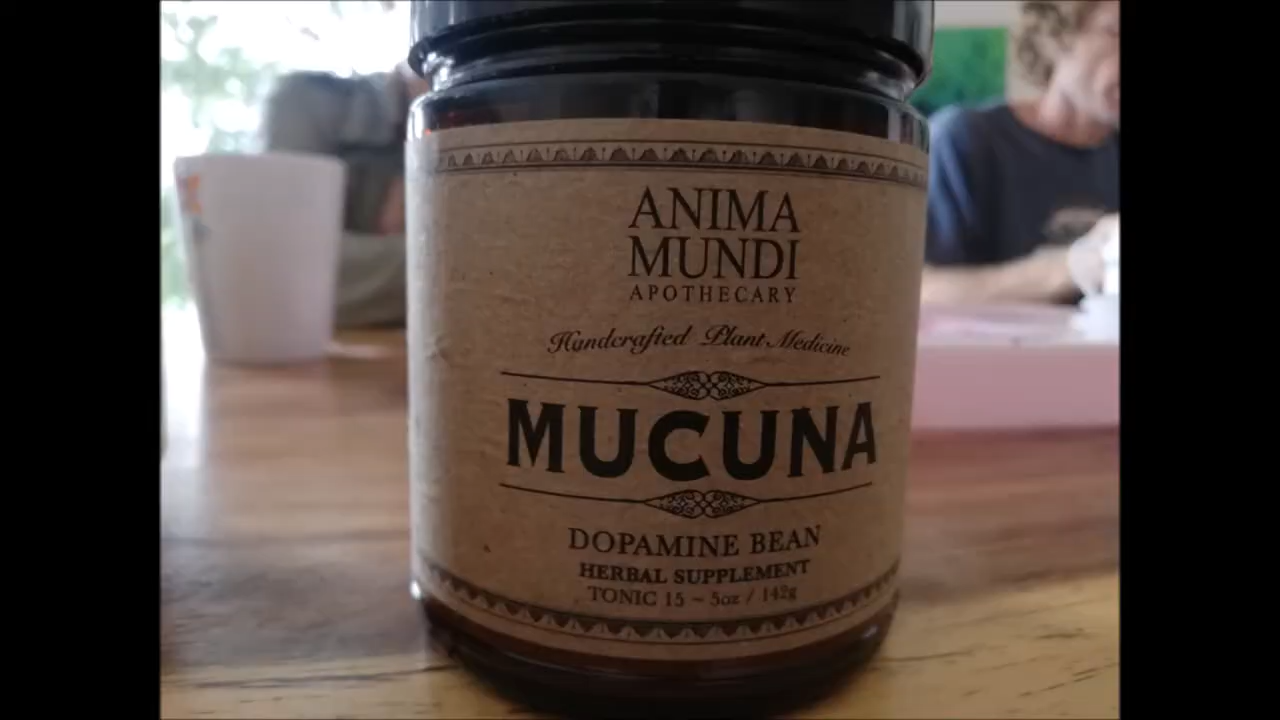 ANIMA
MUNDI
APOTHECARY
Handcrafted Plant Medicine
MUCUNA
DOPAMINE BEAN
HERBAL SUPPLEMENT
TONIC 15 ~ 5oz / 142g